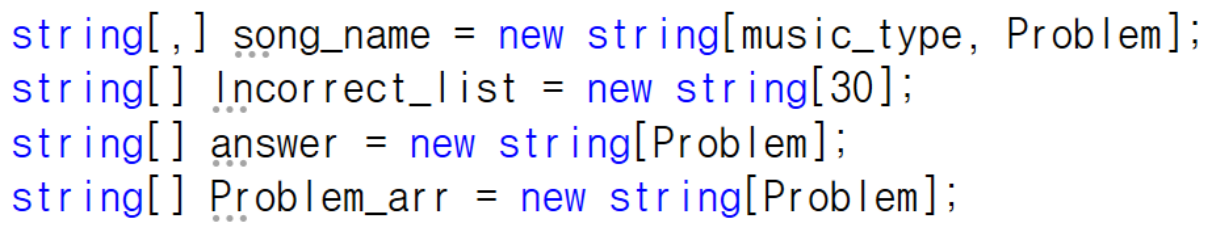 string[,] song_name = new string[music_type, Problem];
string[] Incorrect_list = new string[30];
string[] answer = new string[Problem];
string[] Problem_arr = new string[Problem];